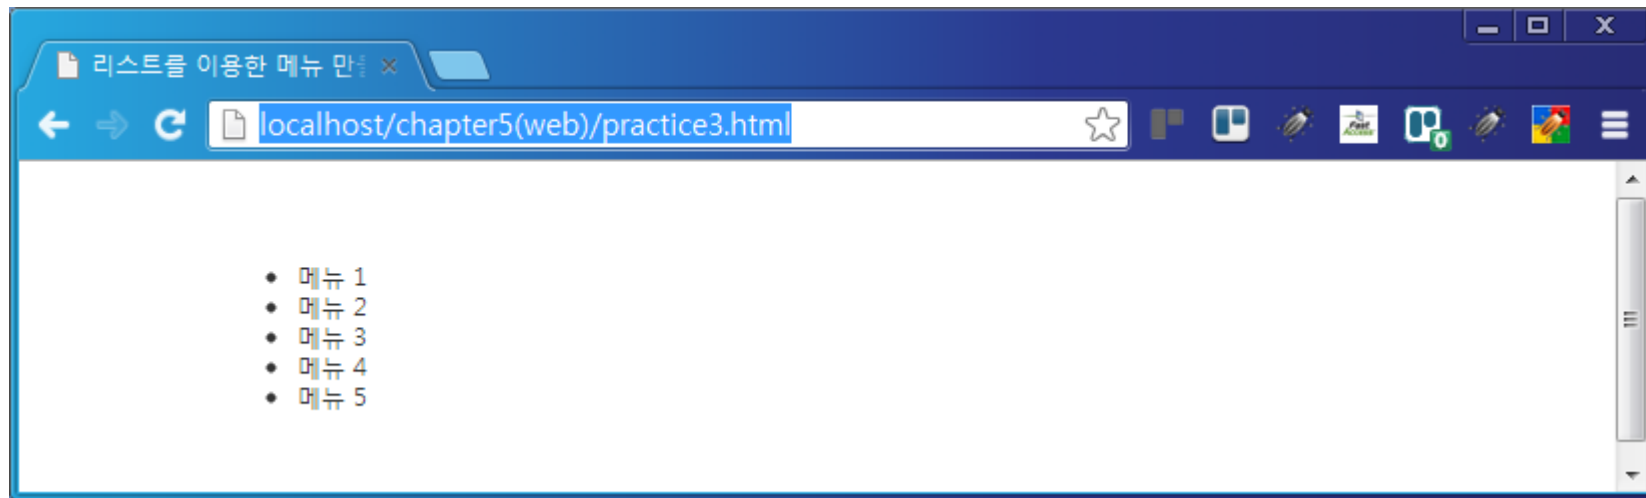 리스트를 이용한 메뉴 만
localhost/chapter5(web)/practice3.html
0
메뉴 1
메뉴 2
메뉴 3
메뉴 4
메뉴 5